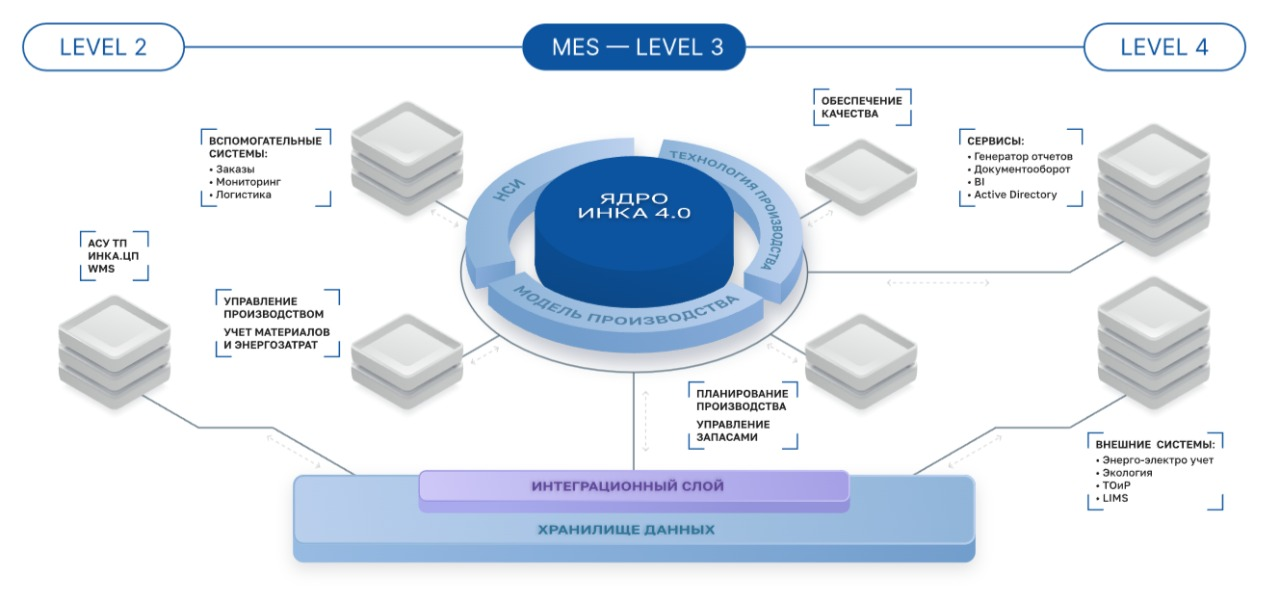 LEVEL 2
MES — LEVEL 3
LEVEL 4
ВСПОМОГАТЕЛЬНЫЕ
СИСТЕМЫ:
• Заказы
• Мониторинг
• Логистика
АСУ ТП
ИНКА.ЦП
WMS
УПРАВЛЕНИЕ
ПРОИЗВОДСТВОМ
УЧЕТ МАТЕРИАЛОВ
И ЭНЕРГОЗАТРАТ
НСИ
ТЕХНОЛОГИЯ ПРОИЗВОДСТВА
ЯДРО
ИНКА 4.0
МОДЕЛЬ ПРОИЗВОДСТВА
ОБЕСПЕЧЕНИЕ
КАЧЕСТВА
СЕРВИСЫ:
• Генератор отчетов
• Документооборот
• BI
• Active Directory
ПЛАНИРОВАНИЕ
ПРОИЗВОДСТВА
УПРАВЛЕНИЕ
ЗАПАСАМИ
ВНЕШНИЕ СИСТЕМЫ:
• Энерго-электро учет
• Экология
• ТОиР
• LIMS
ИНТЕГРАЦИОННЫЙ СЛОЙ
ХРАНИЛИЩЕ ДАННЫХ